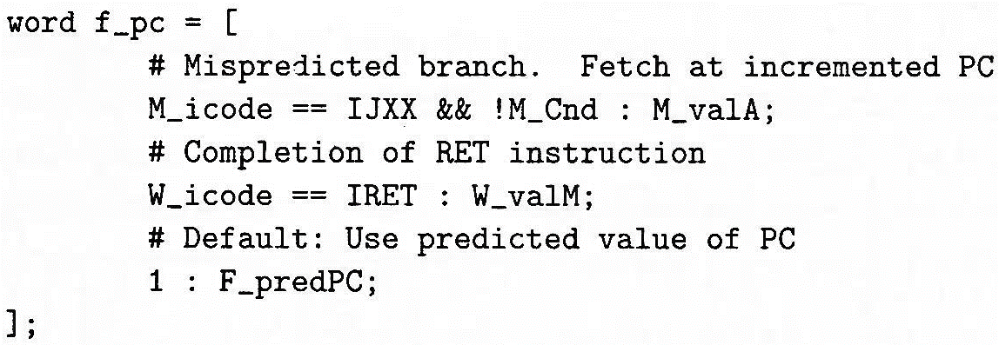 word f_pc = [
# Mispredicted branch.  Fetch at incremented PC
M_icode == IJXX && !M_Cnd : M_valA;
# Completion of RET instruction
W_icode == IRET : W_valM;
# Default: Use predicted value of PC
1 : F_predPC;
];